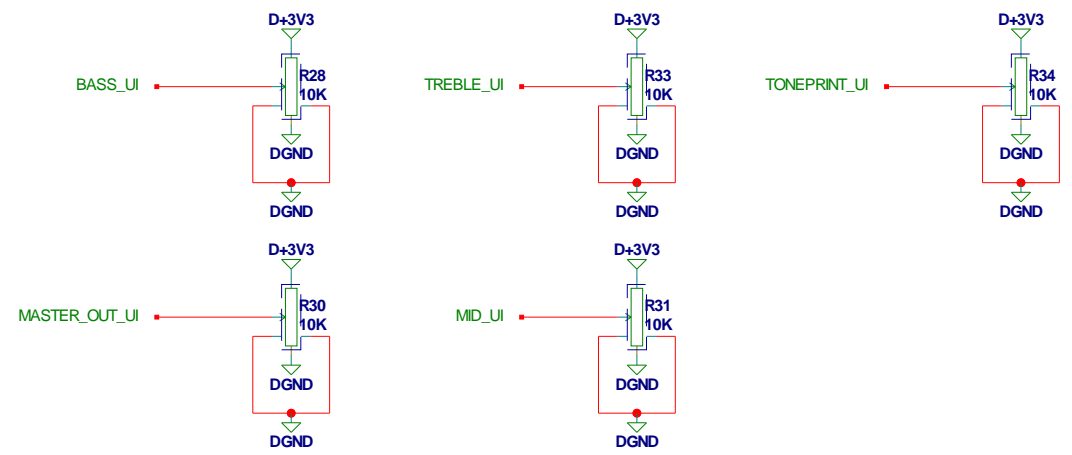 D+3V3
D+3V3
D+3V3
BASS_UI
R28
10K
TREBLE_UI
R33
10K
TONEPRINT_UI
R34
10K
DGND
DGND
DGND
DGND
DGND
DGND
D+3V3
D+3V3
MASTER_OUT_UI
R30
10K
MID_UI
R31
10K
DGND
DGND
DGND
DGND